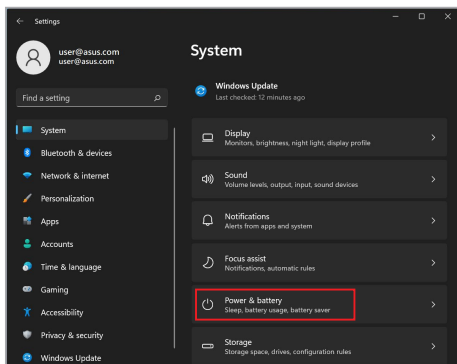 Settings
user@asus.com
user@asus.com
Find a setting
System
Bluetooth & devices
Network & internet
Personalization
Apps
Accounts
Time & language
Gaming
Accessibility
Privacy & security
Windows Update
System
Windows Update
Last checked: 12 minutes ago
Display
Monitors, brightness, night light, display profile
Sound
Volume levels, output, input, sound devices
Notifications
Alerts from apps and system
Focus assist
Notifications, automatic rules
Power & battery
Sleep, battery usage, battery saver
Storage
Storage space, drives, configuration rules